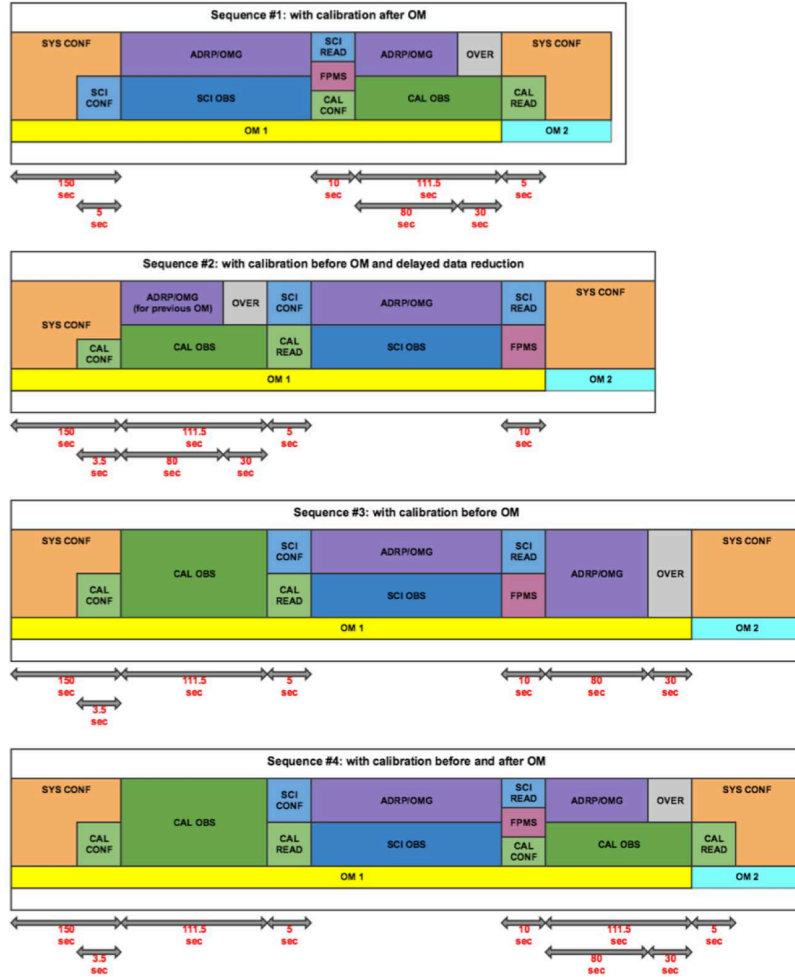 Sequence #1: with calibration after OM
SYS CONF
ADRP/OMG
SCI
READ
ADRP/OMG
OVER
SYS CONF
FPMS
SCI
CONF
SCI OBS
CAL
CONF
CAL OBS
CAL
READ
OM 1
OM 2
150
sec
10
sec
111.5
sec
5
sec
5
sec
80
sec
30
sec
Sequence #2: with calibration before OM and delayed data reduction
SYS CONF
ADRP/OMG
(for previous OM)
OVER
SCI
CONF
ADRP/OMG
SCI
READ
SYS CONF
CAL
CONF
CAL OBS
CAL
READ
SCI OBS
FPMS
OM 1
OM 2
150
sec
111.5
sec
5
sec
10
sec
3.5
sec
80
sec
30
sec
Sequence #3: with calibration before OM
SYS CONF
CAL OBS
SCI
CONF
ADRP/OMG
SCI
READ
ADRP/OMG
OVER
SYS CONF
CAL
CONF
CAL
READ
SCI OBS
FPMS
OM 1
OM 2
150
sec
111.5
sec
5
sec
10
sec
80
sec
30
sec
3.5
sec
Sequence #4: with calibration before and after OM
SYS CONF
CAL OBS
SCI
CONF
ADRP/OMG
SCI
READ
ADRP/OMG
OVER
SYS CONF
FPMS
CAL
CONF
CAL
READ
SCI OBS
CAL
CONF
CAL OBS
CAL
READ
OM 1
OM 2
150
sec
111.5
sec
5
sec
10
sec
111.5
sec
5
sec
3.5
sec
80
sec
30
sec